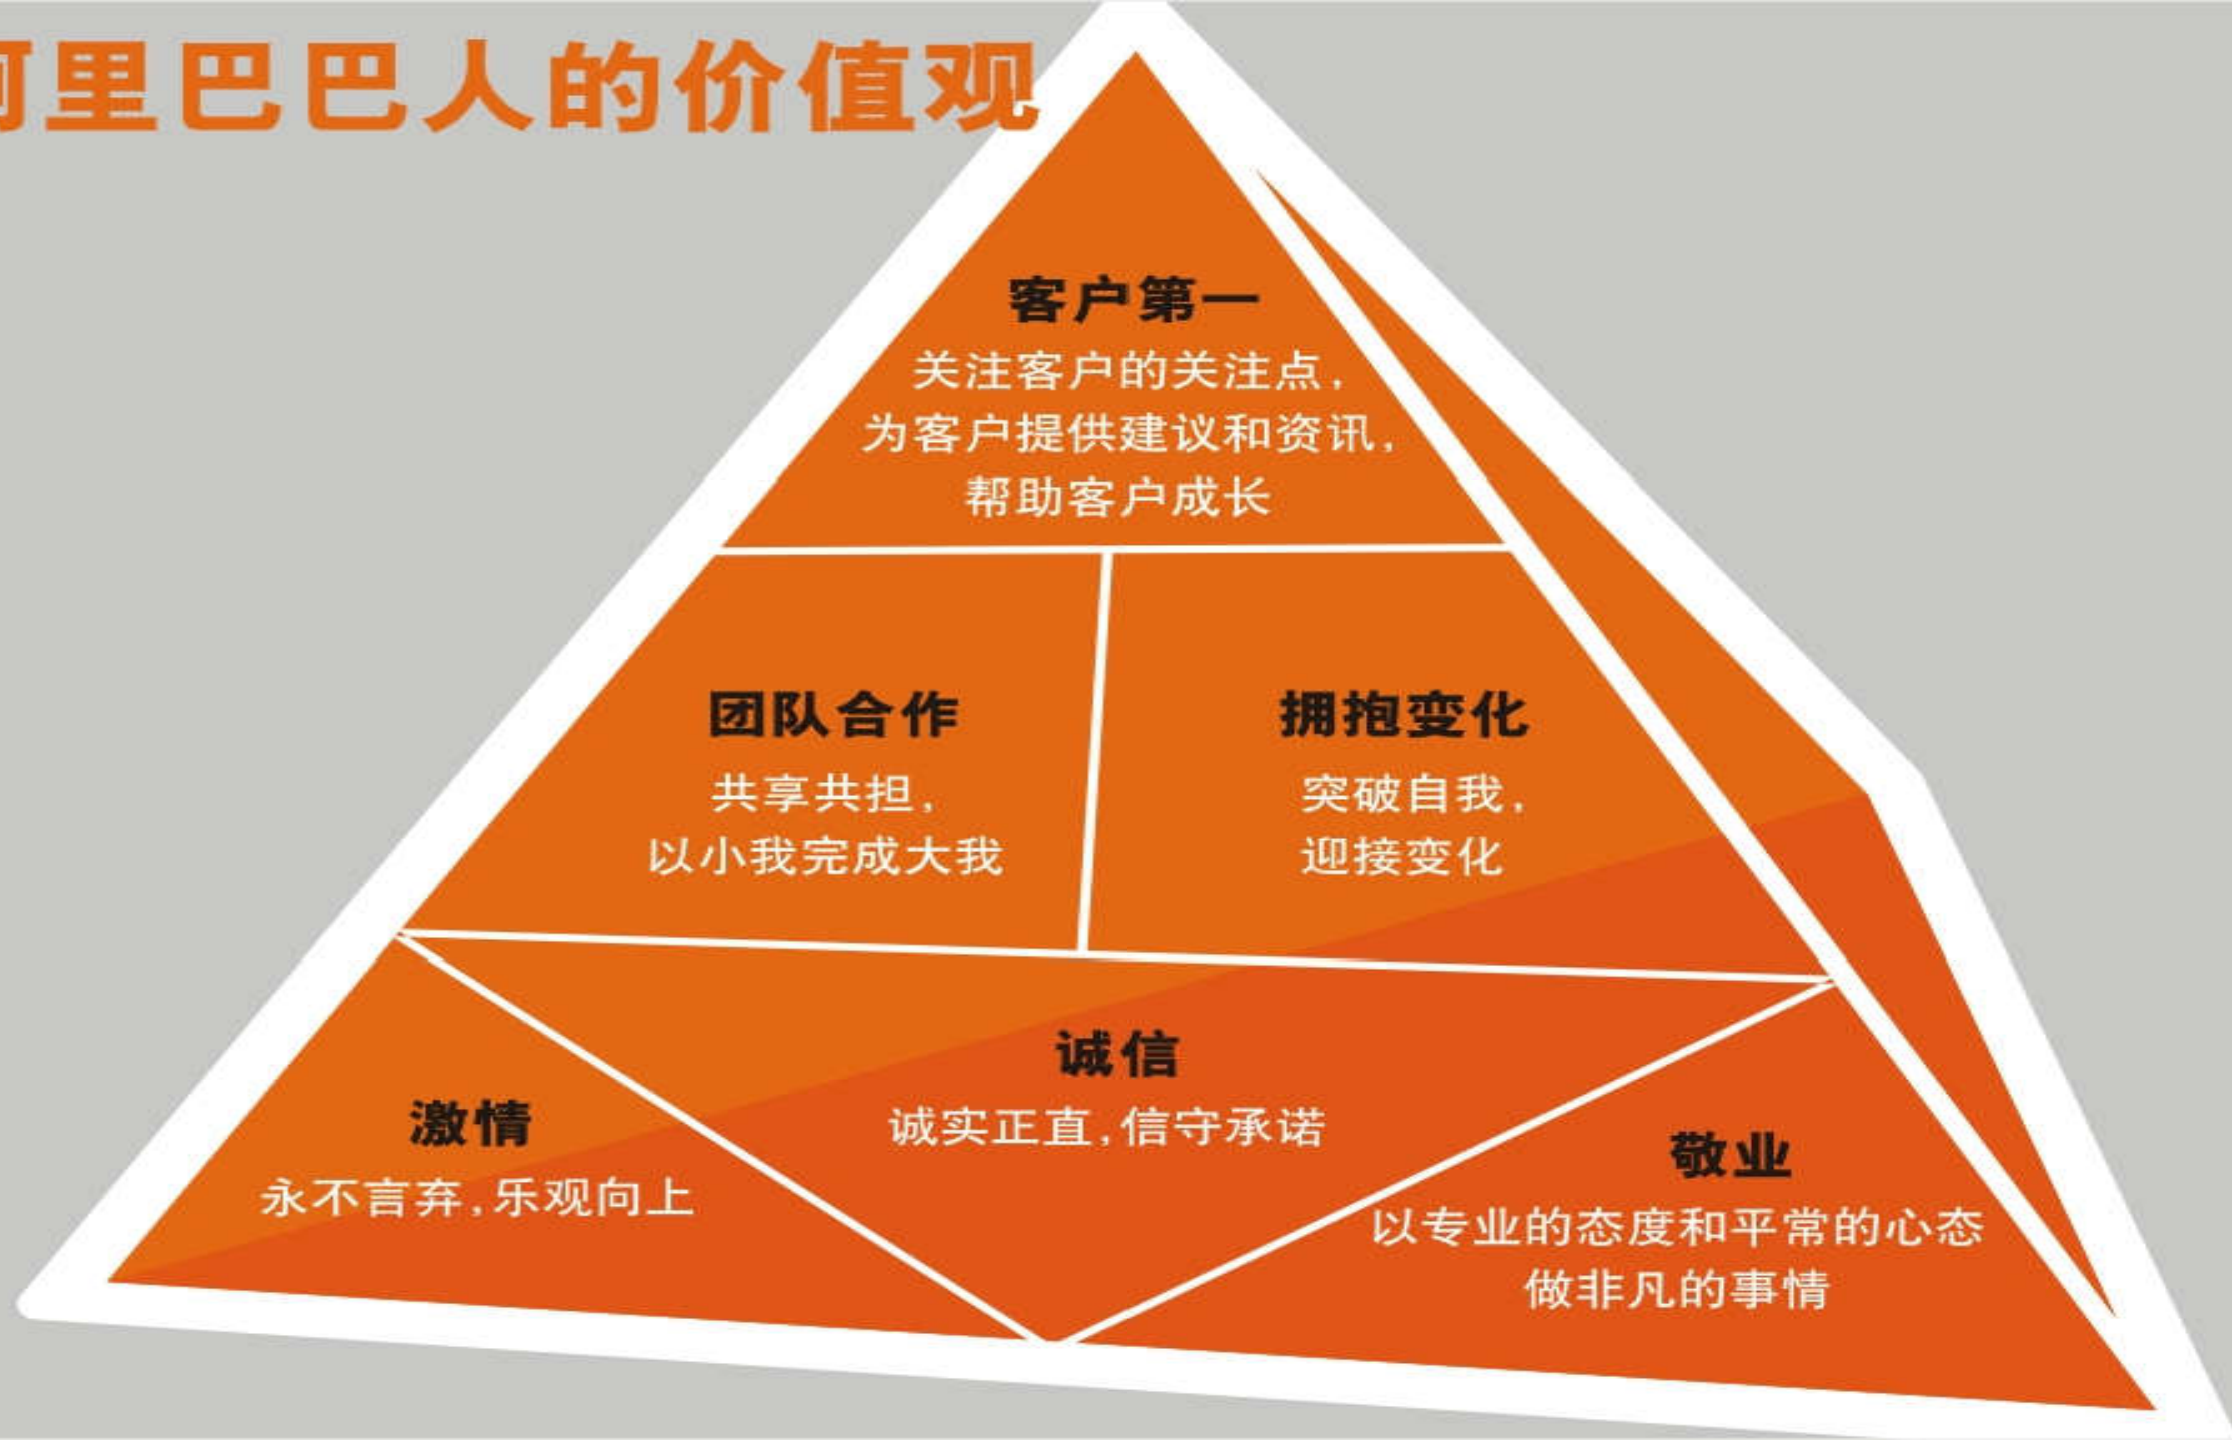 阿里巴巴人的价值观
客户第一
关注客户的关注点，
为客户提供建议和资讯，
帮助客户成长
团队合作
共享共担，
以小我完成大我
拥抱变化
突破自我，
迎接变化
激情
永不言弃，乐观向上
诚信
诚实正直，信守承诺
敬业
以专业的态度和平常的心态
做非凡的事情